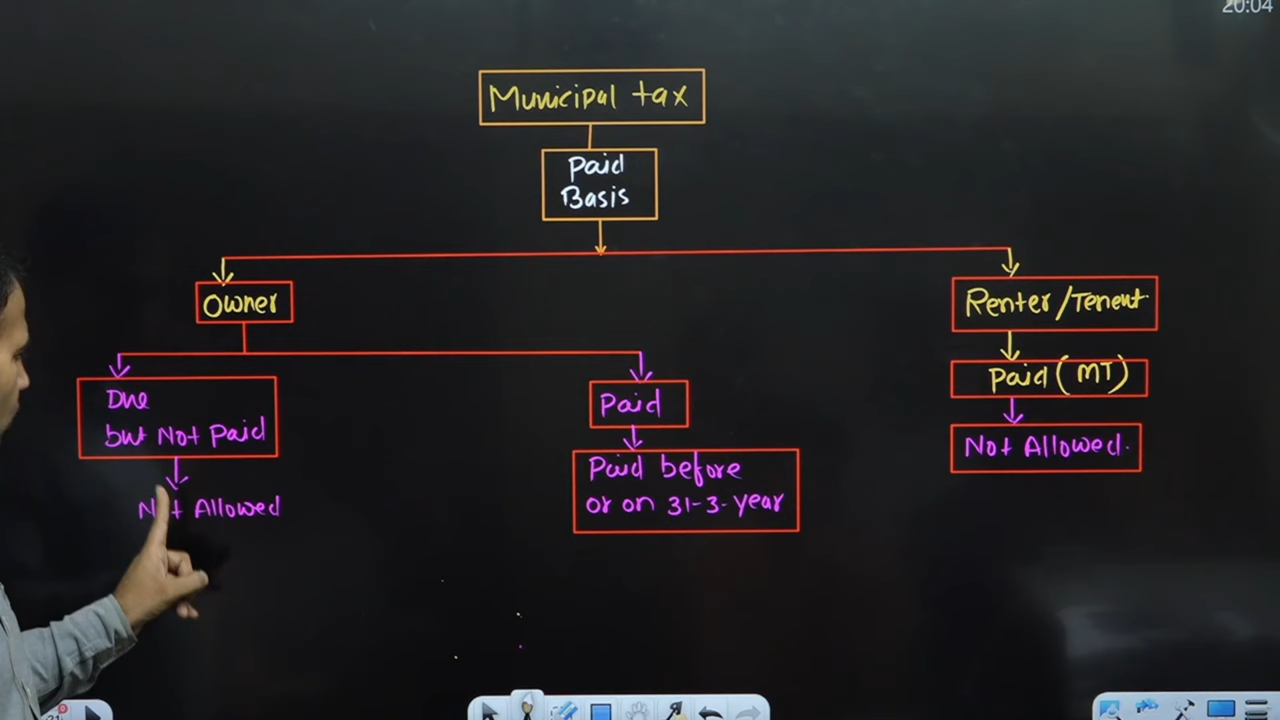 20:04
Municipal tax
Paid
Basis
Owner
Renter/Tenent
Due
but Not Paid
Not Allowed
Paid
Paid before
or on 31-3-year
Paid (MT)
Not Allowed.